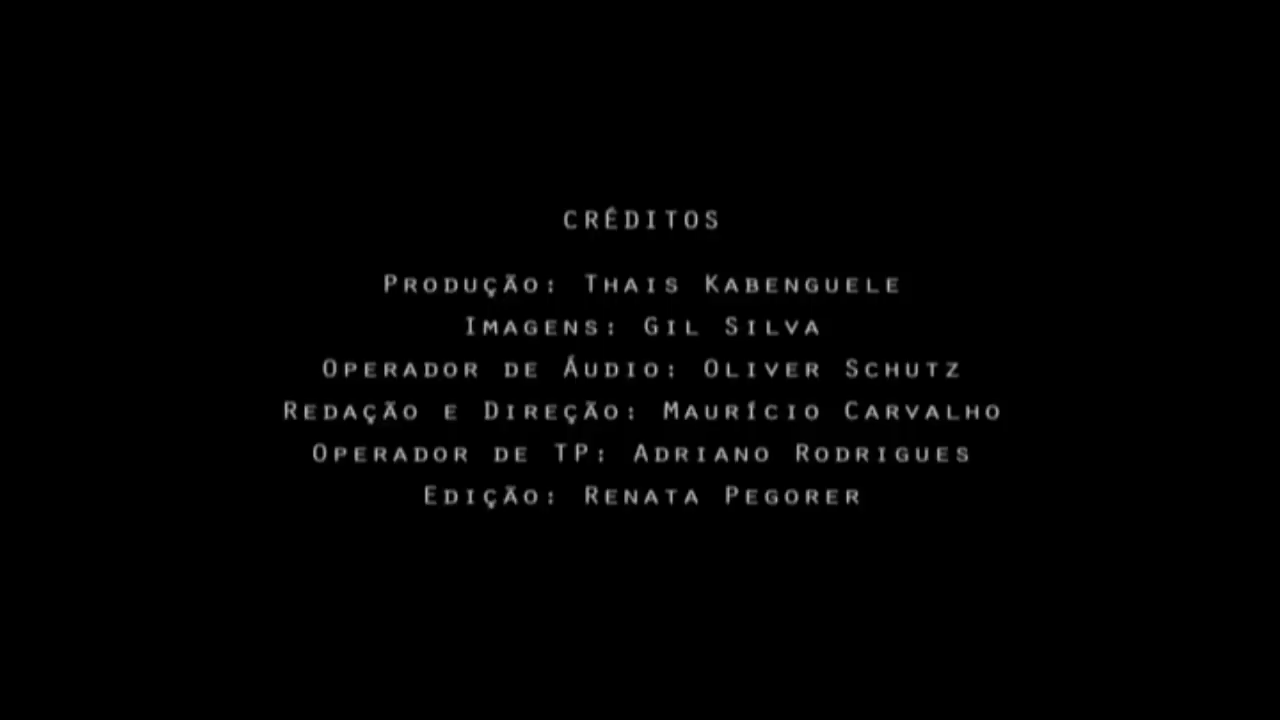 CRÉDITOS
PRODUÇÃO: THAIS KABENGUELE
IMAGENS: GIL SILVA
OPERADOR DE ÁUDIO: OLIVER SCHUTZ
REDAÇÃO E DIREÇÃO: MAURÍCIO CARVALHO
OPERADOR DE TP: ADRIANO RODRIGUES
EDIÇÃO: RENATA PEGORER